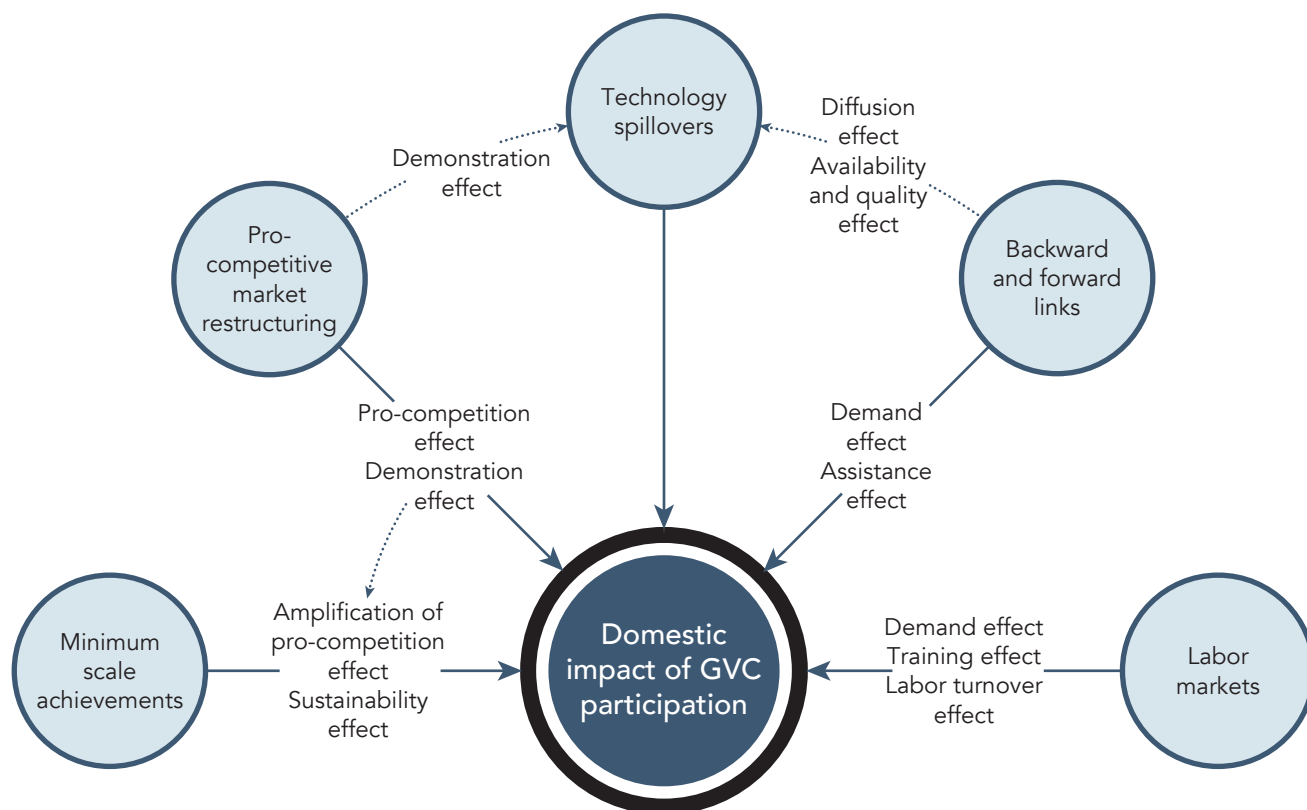 Technology
spillovers
Diffusion
effect
Availability
and quality
effect
Demonstration
effect
Pro-
competitive
market
restructuring
Backward
and forward
links
Pro-competition
effect
Demonstration
effect
Demand
effect
Assistance
effect
Minimum
scale
achievements
Amplification of
pro-competition
effect
Sustainability
effect
Domestic
impact of GVC
participation
Demand effect
Training effect
Labor turnover
effect
Labor
markets